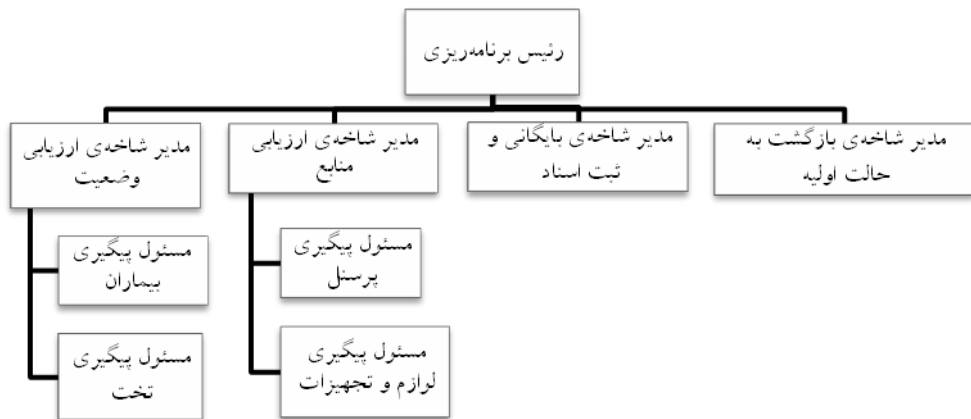 رئیس برنامه‌ریزی
مدیر شاخه‌ی بازگشت به
حالت اولیه
مدیر شاخه‌ی بایگانی و
ثبت اسناد
مدیر شاخه‌ی ارزیابی
منابع
مدیر شاخه‌ی ارزیابی
وضعیت
مسئول پیگیری
پرسنل
مسئول پیگیری
لوازم و تجهیزات
مسئول پیگیری
بیماران
مسئول پیگیری
تخت